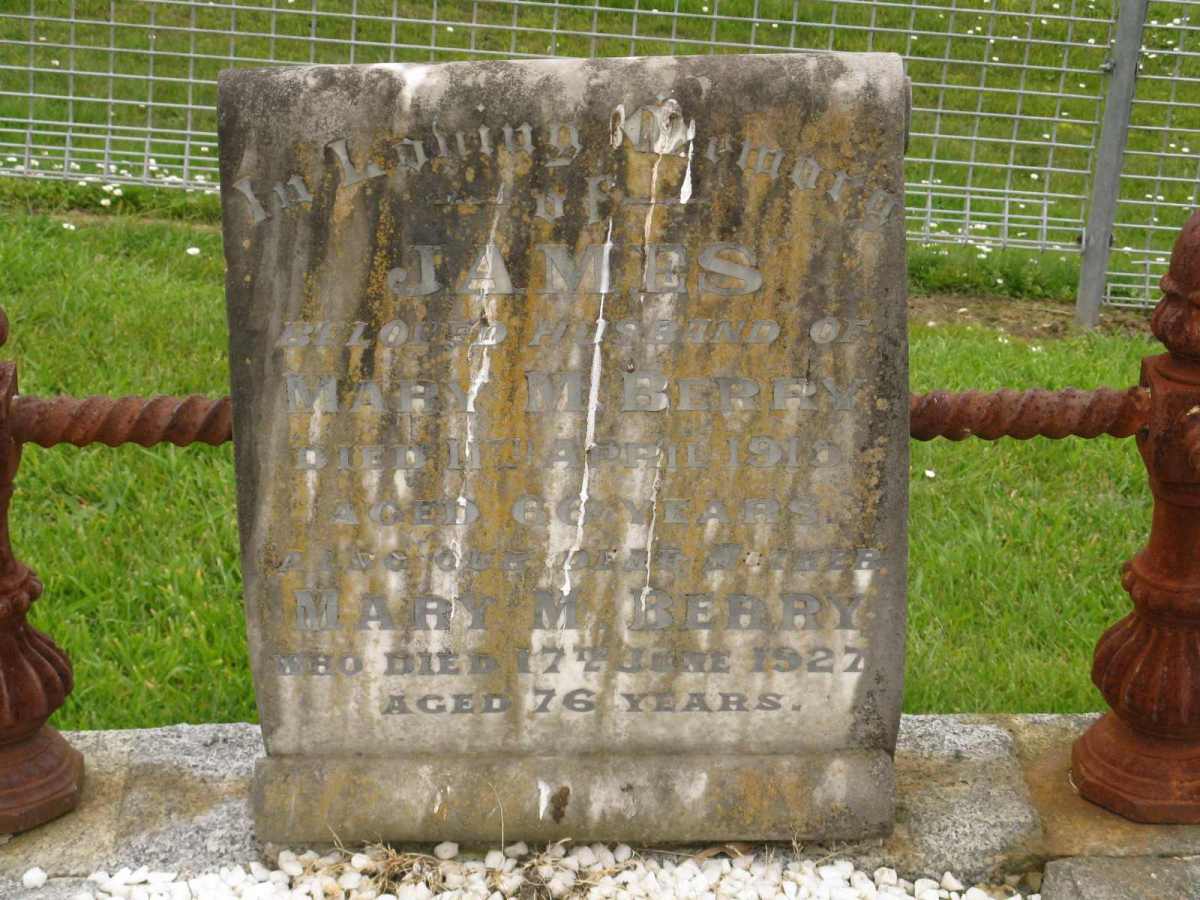 In Loving Memory
of
JAMES
BELOVED HUSBAND OF
MARY M. BERRY
DIED 11TH APRIL
AGED 66 YEARS.
ALSO OUR DEAR MOTHER
MARY M. BERRY
WHO DIED 17TH JUNE 1927
AGED 76 YEARS.